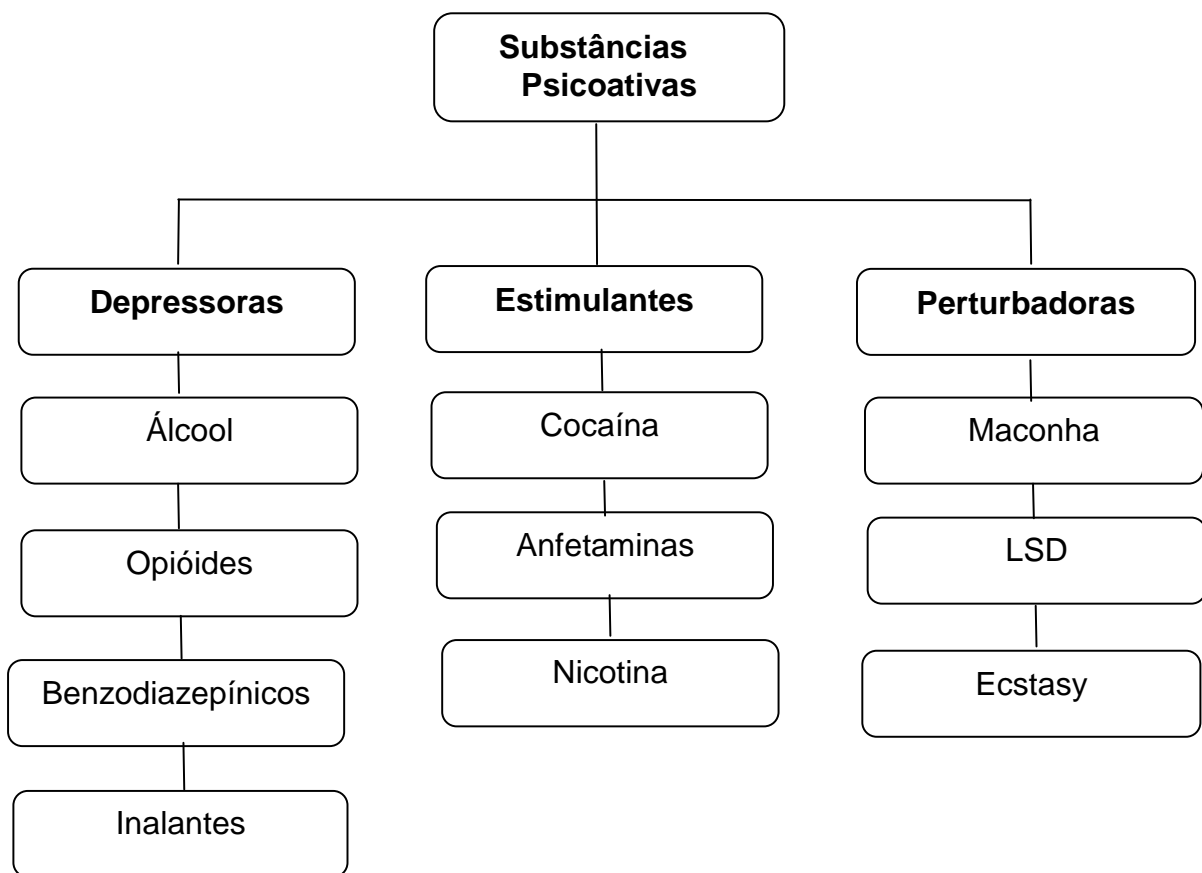 Substâncias
Psicoativas
Depressoras
Estimulantes
Perturbadoras
Álcool
Cocaína
Maconha
Opióides
Anfetaminas
LSD
Benzodiazepínicos
Nicotina
Ecstasy
Inalantes